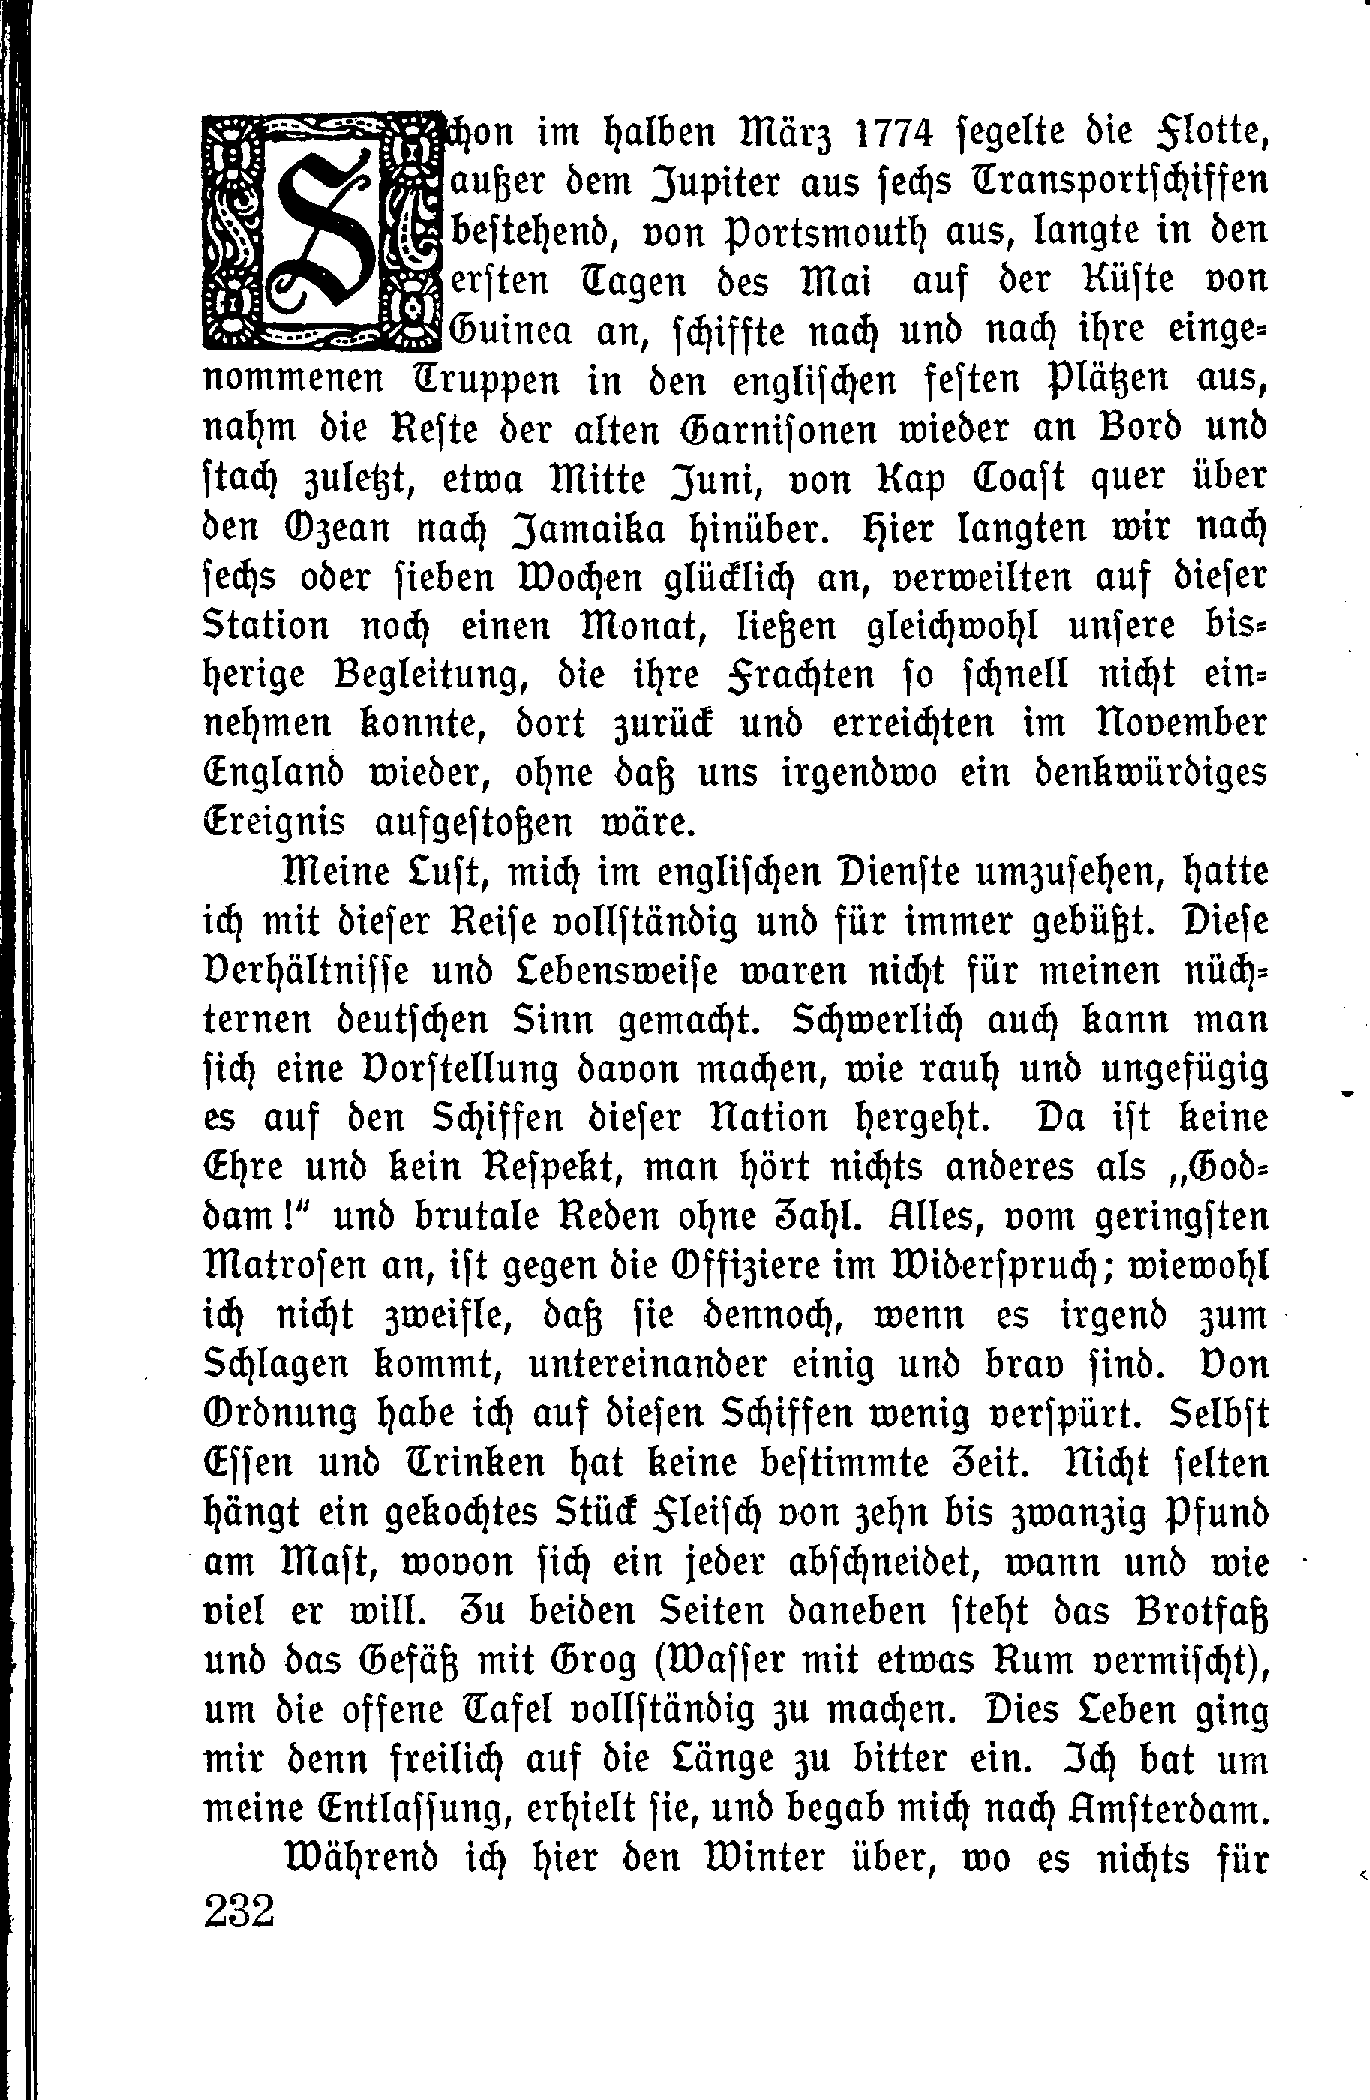 Schon im halben März 1774 segelte die Flotte,
außer dem Jupiter aus sechs Transportschiffen
bestehend, von Portsmouth aus, langte in den
ersten Tagen des Mai auf der Küste von
Guinea an, schiffte nach und nach ihre einge-
nommenen Truppen in den englischen festen Plätzen aus,
nahm die Reste der alten Garnisonen wieder an Bord und
stach zuletzt, etwa Mitte Juni, von Kap Coast quer über
den Ozean nach Jamaika hinüber. Hier langten wir nach
sechs oder sieben Wochen glücklich an, verweilten auf dieser
Station noch einen Monat, ließen gleichwohl unsere bis-
herige Begleitung, die ihre Frachten so schnell nicht ein-
nehmen konnte, dort zurück und erreichten im November
England wieder, ohne daß uns irgendwo ein denkwürdiges
Ereignis aufgestoßen wäre.
Meine Lust, mich im englischen Dienste umzusehen, hatte
ich mit dieser Reise vollständig und für immer gebüßt. Diese
Verhältnisse und Lebensweise waren nicht für meinen nüch-
ternen deutschen Sinn gemacht. Schwerlich auch kann man
sich eine Vorstellung davon machen, wie rauh und ungefügig
es auf den Schiffen dieser Nation hergeht. Da ist keine
Ehre und kein Respekt, man hört nichts anderes als „God-
dam!“ und brutale Reden ohne Zahl. Alles, vom geringsten
Matrosen an, ist gegen die Offiziere im Widerspruch; wiewohl
ich nicht zweifle, daß sie dennoch, wenn es irgend zum
Schlagen kommt, untereinander einig und brav sind. Von
Ordnung habe ich auf diesen Schiffen wenig verspürt. Selbst
Essen und Trinken hat keine bestimmte Zeit. Nicht selten
hängt ein gekochtes Stück Fleisch von zehn bis zwanzig Pfund
am Mast, wovon sich ein jeder abschneidet, wann und wie
viel er will. Zu beiden Seiten daneben steht das Brotfaß
und das Gefäß mit Grog (Wasser mit etwas Rum vermischt),
um die offene Tafel vollständig zu machen. Dies Leben ging
mir denn freilich auf die Länge zu bitter ein. Ich bat um
meine Entlassung, erhielt sie, und begab mich nach Amsterdam.
Während ich hier den Winter über, wo es nichts für
232